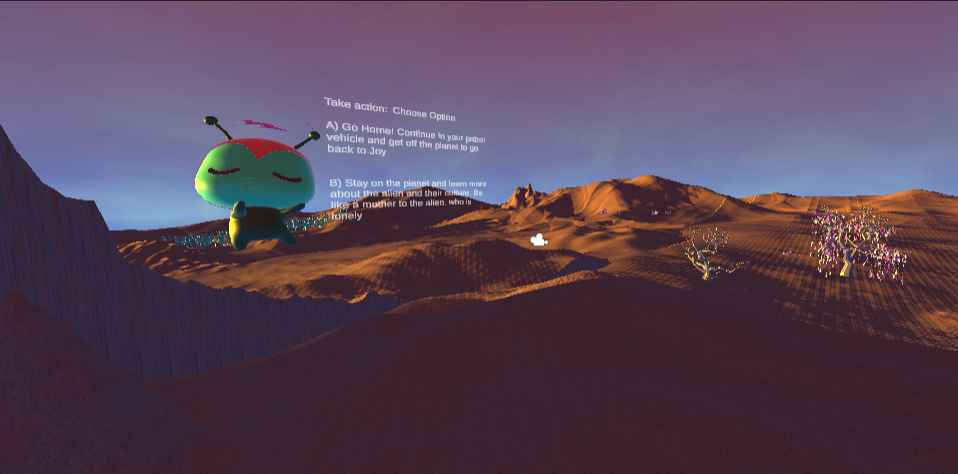 Take action: Choose Option
A) Go Home! Continue in your patrol
vehicle and get off the planet to go
back to Joy
B) Stay on the planet and learn more
about the alien and their culture. Be
like a mother to the alien. who is
lonely